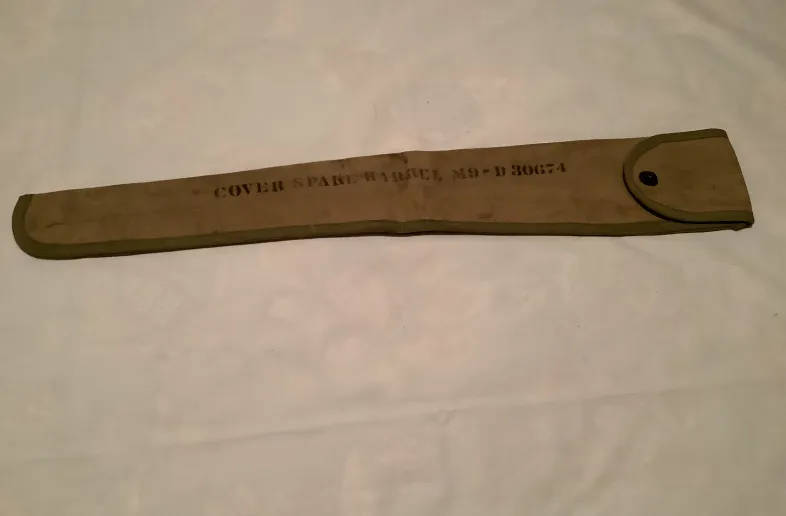 COVER SPARE BARREL M9-D 30674